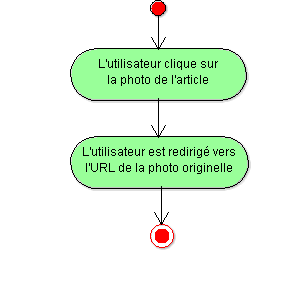 L'utilisateur clique sur
la photo de l'article
L'utilisateur est redirigé vers
l'URL de la photo originelle